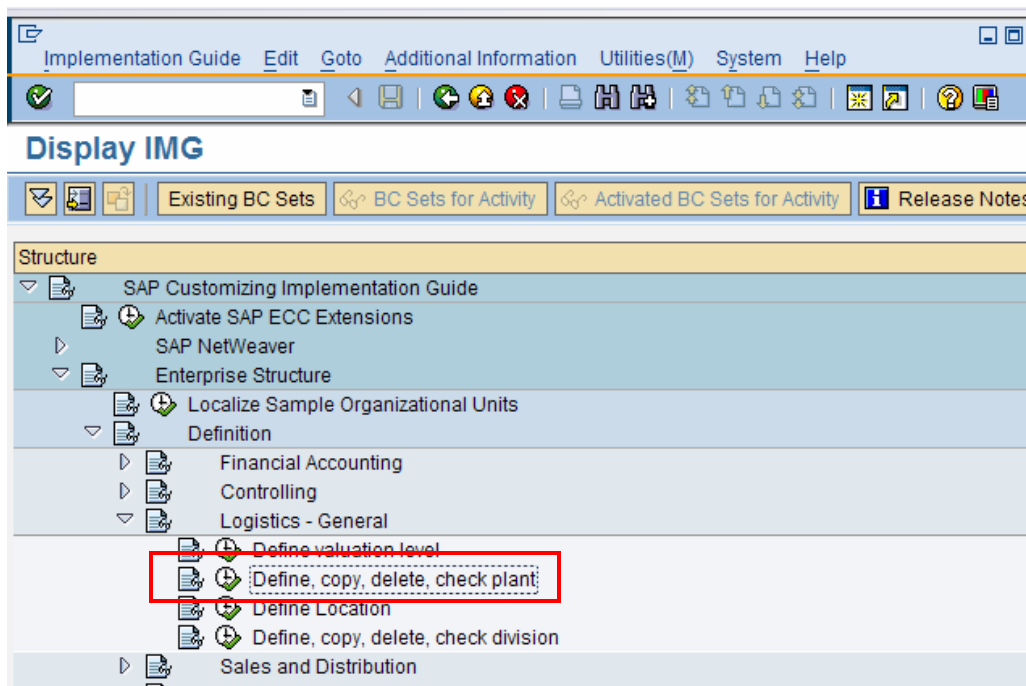 Implementation Guide Edit Goto Additional Information Utilities(M) System Help
Display IMG
Existing BC Sets BC Sets for Activity Activated BC Sets for Activity Release Notes
Structure
SAP Customizing Implementation Guide
Activate SAP ECC Extensions
SAP NetWeaver
Enterprise Structure
Localize Sample Organizational Units
Definition
Financial Accounting
Controlling
Logistics - General
Define valuation level
Define, copy, delete, check plant
Define Location
Define, copy, delete, check division
Sales and Distribution